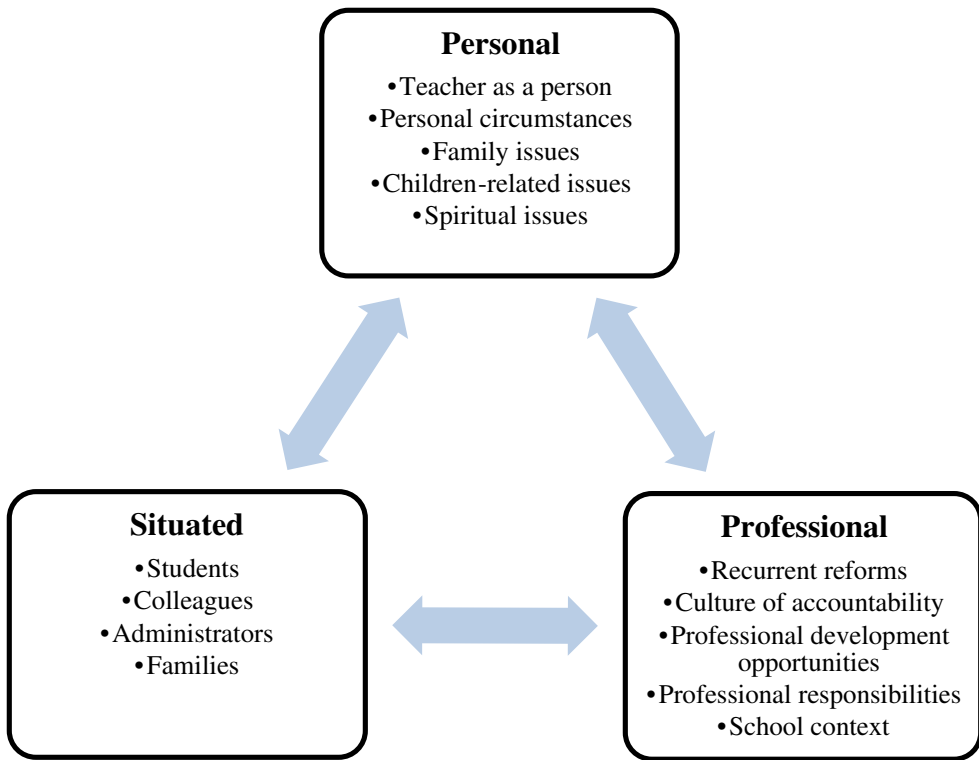 Personal
•Teacher as a person
•Personal circumstances
•Family issues
•Children-related issues
•Spiritual issues
Situated
•Students
•Colleagues
•Administrators
•Families
Professional
•Recurrent reforms
•Culture of accountability
•Professional development
opportunities
•Professional responsibilities
•School context